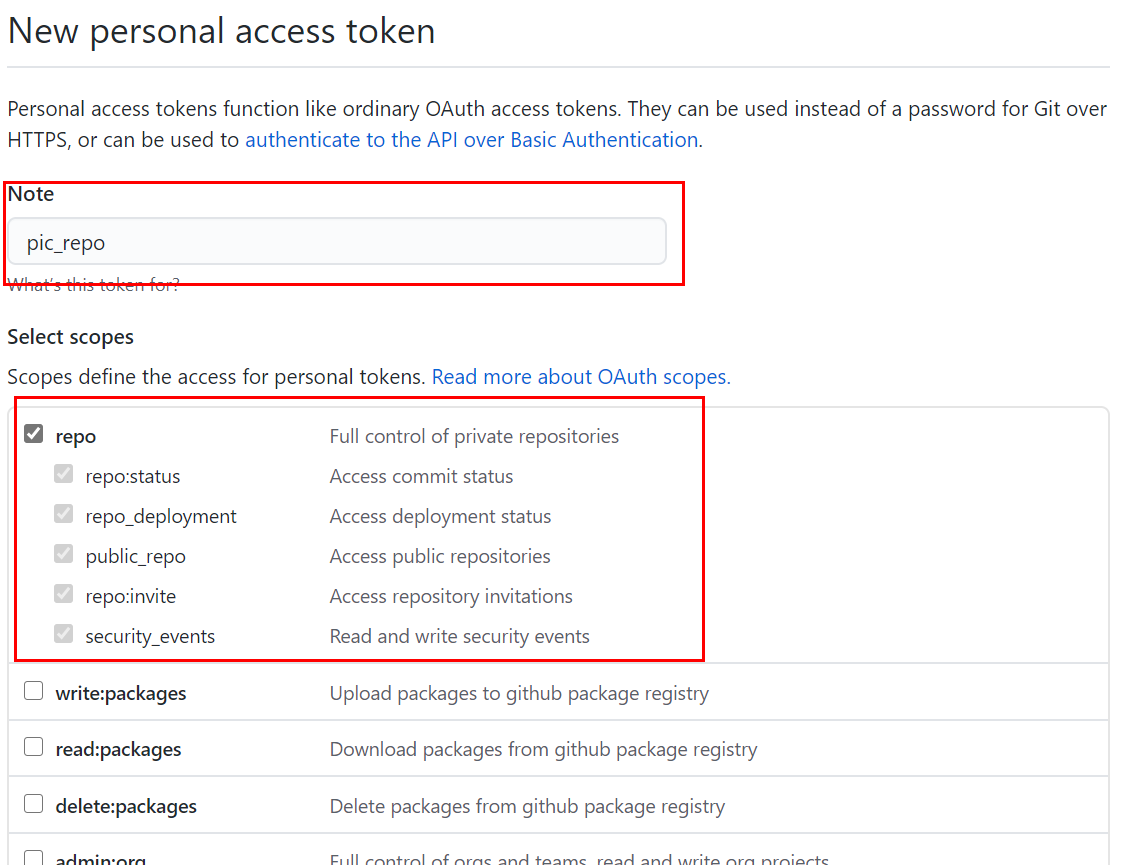 New personal access token
Personal access tokens function like ordinary OAuth access tokens. They can be used instead of a password for Git over
HTTPS, or can be used to authenticate to the API over Basic Authentication.
Note
pic_repo
What's this token for?
Select scopes
Scopes define the access for personal tokens. Read more about OAuth scopes.
repo Full control of private repositories
repo:status Access commit status
repo_deployment Access deployment status
public_repo Access public repositories
repo:invite Access repository invitations
security_events Read and write security events
write:packages Upload packages to github package registry
read:packages Download packages from github package registry
delete:packages Delete packages from github package registry
admin:org Full control of orgs and teams, read and write org projects